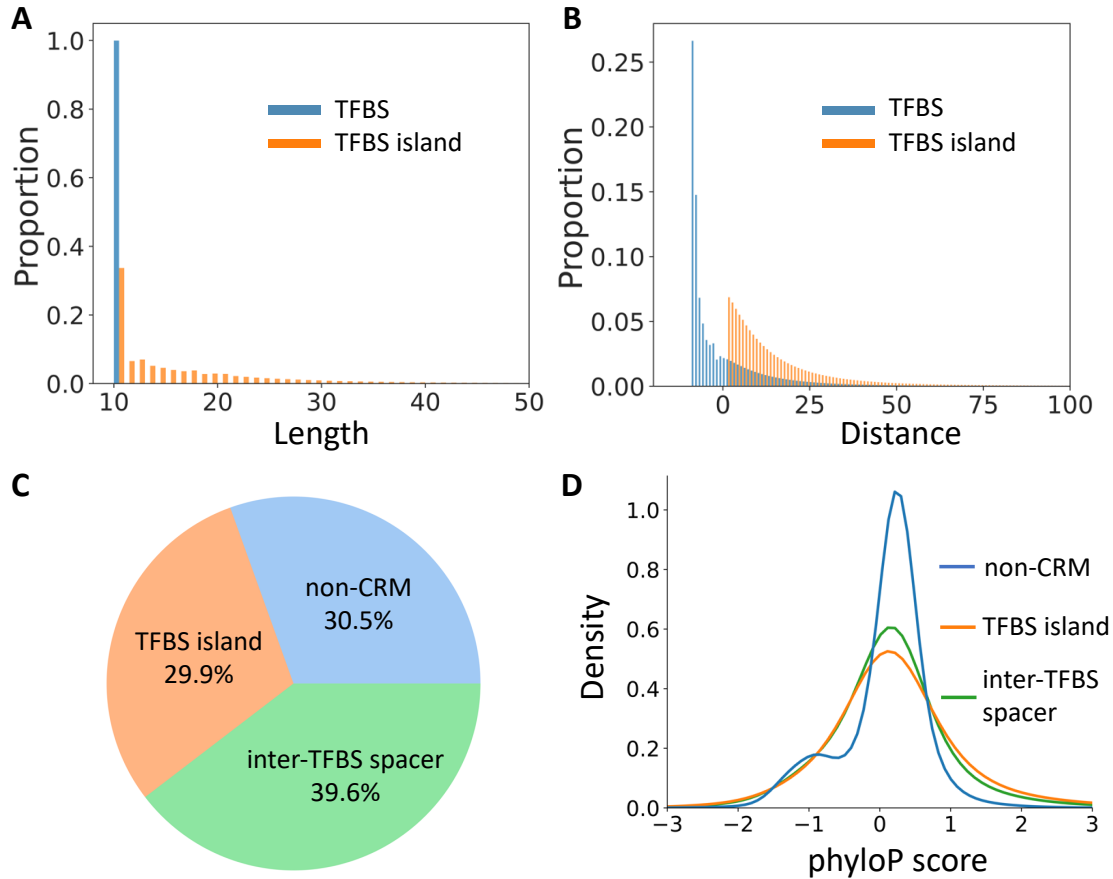 A
1.0
0.8
0.6
0.4
0.2
0.0
Proportion
TFBS
TFBS island
10
20
30
40
50
Length
B
0.25
0.20
0.15
0.10
0.05
0.00
Proportion
TFBS
TFBS island
0
25
50
75
100
Distance
C
non-CRM
30.5%
TFBS island
29.9%
inter-TFBS spacer
39.6%
D
1.0
0.8
0.6
0.4
0.2
0.0
Density
non-CRM
TFBS island
inter-TFBS
spacer
−3
−2
−1
0
1
2
3
phyloP score